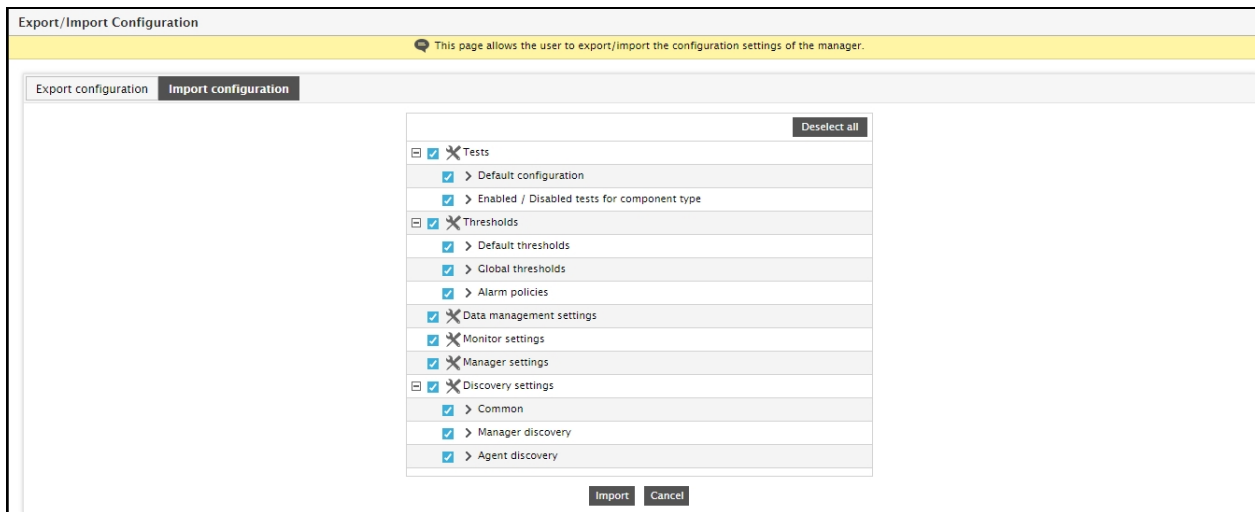 Export/Import Configuration
This page allows the user to export/import the configuration settings of the manager.
Export configuration Import configuration
Deselect all
Tests
Default configuration
Enabled / Disabled tests for component type
Thresholds
Default thresholds
Global thresholds
Alarm policies
Data management settings
Monitor settings
Manager settings
Discovery settings
Common
Manager discovery
Agent discovery
Import Cancel